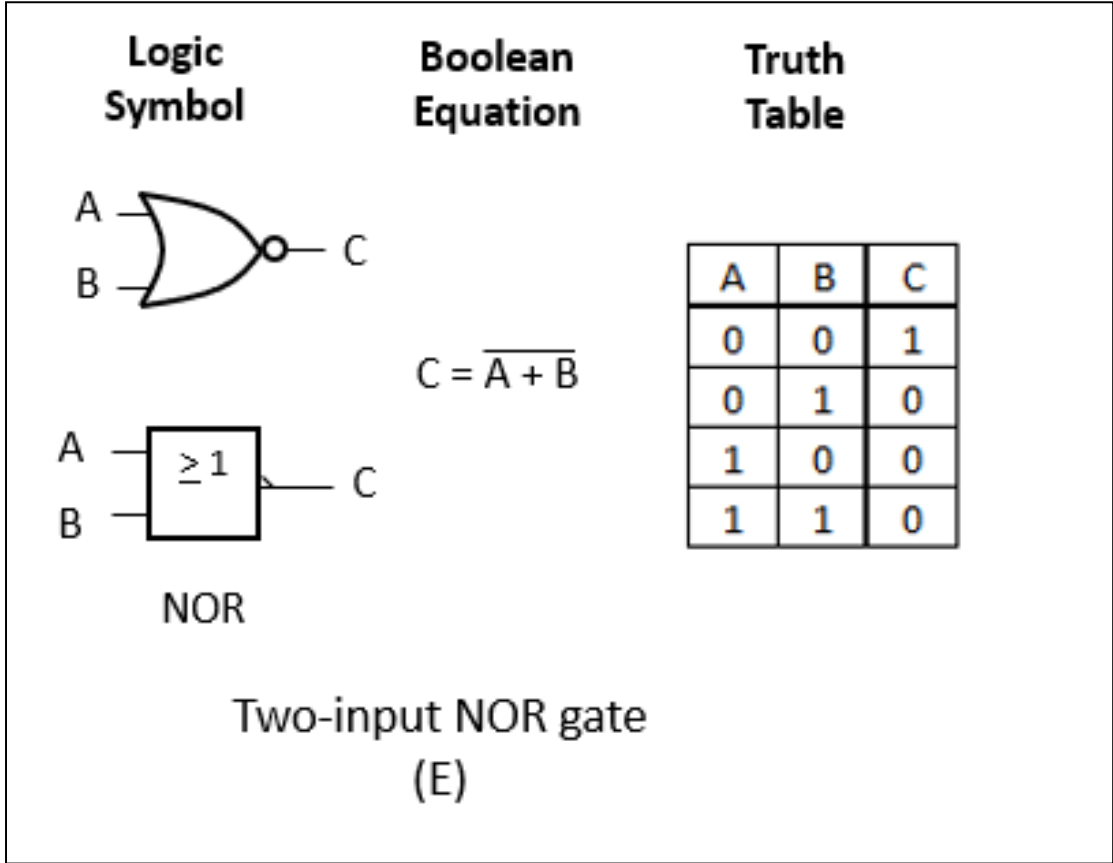 Logic
Symbol
Boolean
Equation
Truth
Table
A
B
C
A
B
≥ 1
C
NOR
C = A + B
A B C
0 0 1
0 1 0
1 0 0
1 1 0
Two-input NOR gate
(E)